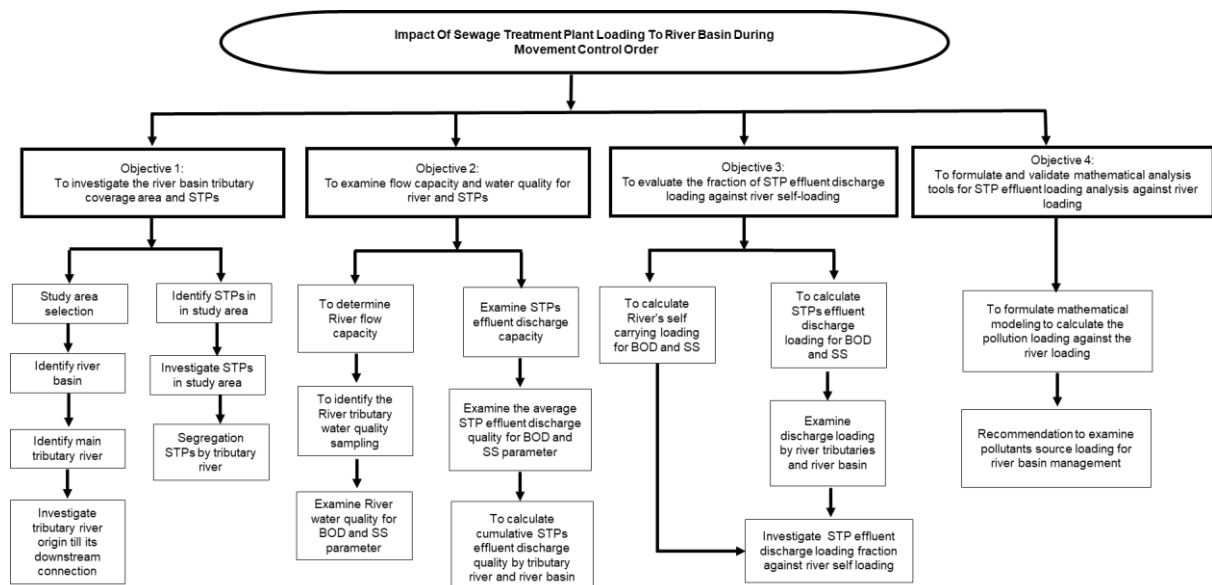 Impact Of Sewage Treatment Plant Loading To River Basin During
Movement Control Order
Objective 1:
To investigate the river basin tributary
coverage area and STPs
Objective 2:
To examine flow capacity and water quality for
river and STPs
Objective 3:
To evaluate the fraction of STP effluent discharge
loading against river self-loading
Objective 4:
To formulate and validate mathematical analysis
tools for STP effluent loading analysis against river
loading
Study area
selection
Identify river
basin
Identify main
tributary river
Investigate
tributary river
origin till its
downstream
connection
Identify STPs in
study area
Investigate STPs
in study area
Segregation
STPs by tributary
river
To determine
River flow
capacity
To identify the
River tributary
water quality
sampling
Examine River
water quality for
BOD and SS
parameter
Examine STPs
effluent discharge
capacity
Examine the average
STP effluent discharge
quality for BOD and
SS parameter
To calculate
cumulative STPs
effluent discharge
quality by tributary
river and river basin
To calculate
River's self
carrying loading
for BOD and SS
To calculate
STPs effluent
discharge
loading for BOD
and SS
Examine
discharge loading
by river tributaries
and river basin
Investigate STP effluent
discharge loading fraction
against river self loading
To formulate mathematical
modeling to calculate the
pollution loading against the
river loading
Recommendation to examine
pollutants source loading for
river basin management